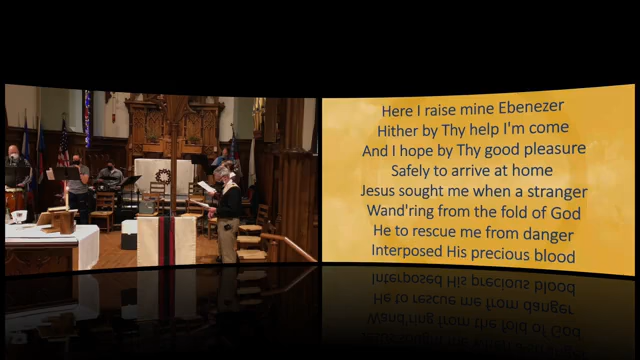 Here I raise mine Ebenezer
Hither by Thy help I'm come
And I hope by Thy good pleasure
Safely to arrive at home
Jesus sought me when a stranger
Wand'ring from the fold of God
He to rescue me from danger
Interposed His precious blood